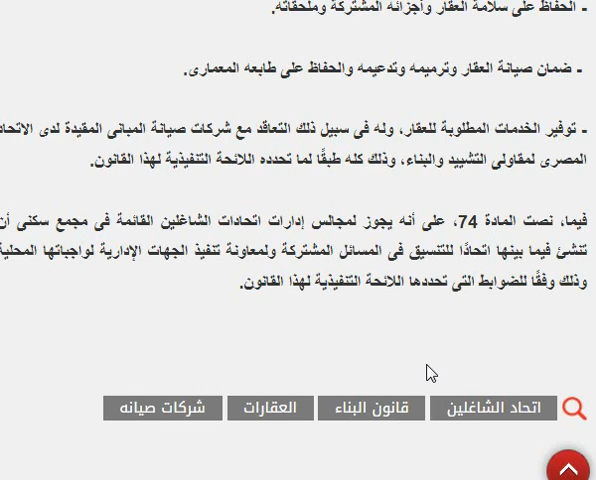 ـ الحفاظ على سلامة العقار وأجزائه المشتركة وملحقاته.
ـ ضمان صيانة العقار وترميمه وتدعيمه والحفاظ على طابعه المعمارى.
ـ توفير الخدمات المطلوبة للعقار، وله فى سبيل ذلك التعاقد مع شركات صيانة المبانى المقيدة لدى الاتحاد
المصرى لمقاولى التشييد والبناء، وذلك كله طبقًا لما تحدده اللائحة التنفيذية لهذا القانون.
فيما، نصت المادة 74، على أنه يجوز لمجالس إدارات اتحادات الشاغلين القائمة فى مجمع سكنى أن
تنشئ فيما بينها اتحادًا للتنسيق فى المسائل المشتركة ولمعاونة تنفيذ الجهات الإدارية لواجباتها المحلية
وذلك وفقًا للضوابط التى تحددها اللائحة التنفيذية لهذا القانون.
اتحاد الشاغلين قانون البناء العقارات شركات صيانه